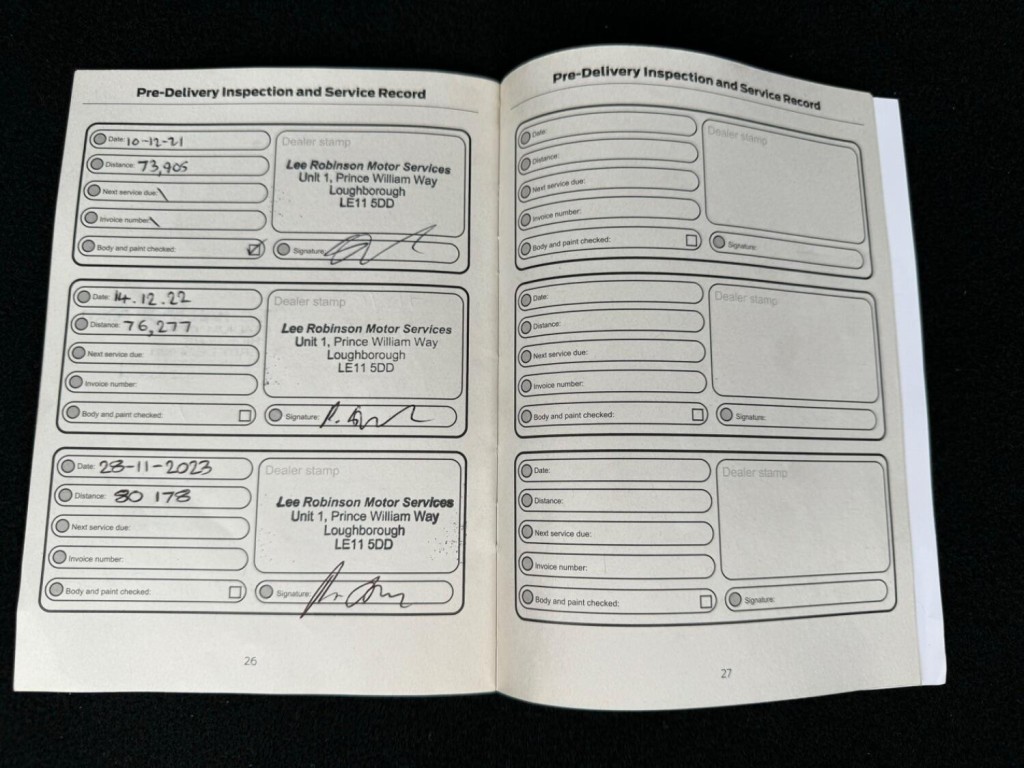 Pre-Delivery Inspection and Service Record
Date: 10-12-21
Distance: 73,905
Next service due: \
Invoice number: \
Body and paint checked: ☑
Dealer stamp
Lee Robinson Motor Services
Unit 1, Prince William Way
Loughborough
LE11 5DD
Signature:
Date: 14.12.22
Distance: 76,277
Next service due:
Invoice number:
Body and paint checked:
Dealer stamp
Lee Robinson Motor Services
Unit 1, Prince William Way
Loughborough
LE11 5DD
Signature:
Date: 28-11-2023
Distance: 80 178
Next service due:
Invoice number:
Body and paint checked:
Dealer stamp
Lee Robinson Motor Services
Unit 1, Prince William Way
Loughborough
LE11 5DD
Signature:
26
Pre-Delivery Inspection and Service Record
Date:
Distance:
Next service due:
Invoice number:
Body and paint checked:
Dealer stamp
Signature:
Date:
Distance:
Next service due:
Invoice number:
Body and paint checked:
Dealer stamp
Signature:
Date:
Distance:
Next service due:
Invoice number:
Body and paint checked:
Dealer stamp
Signature:
27